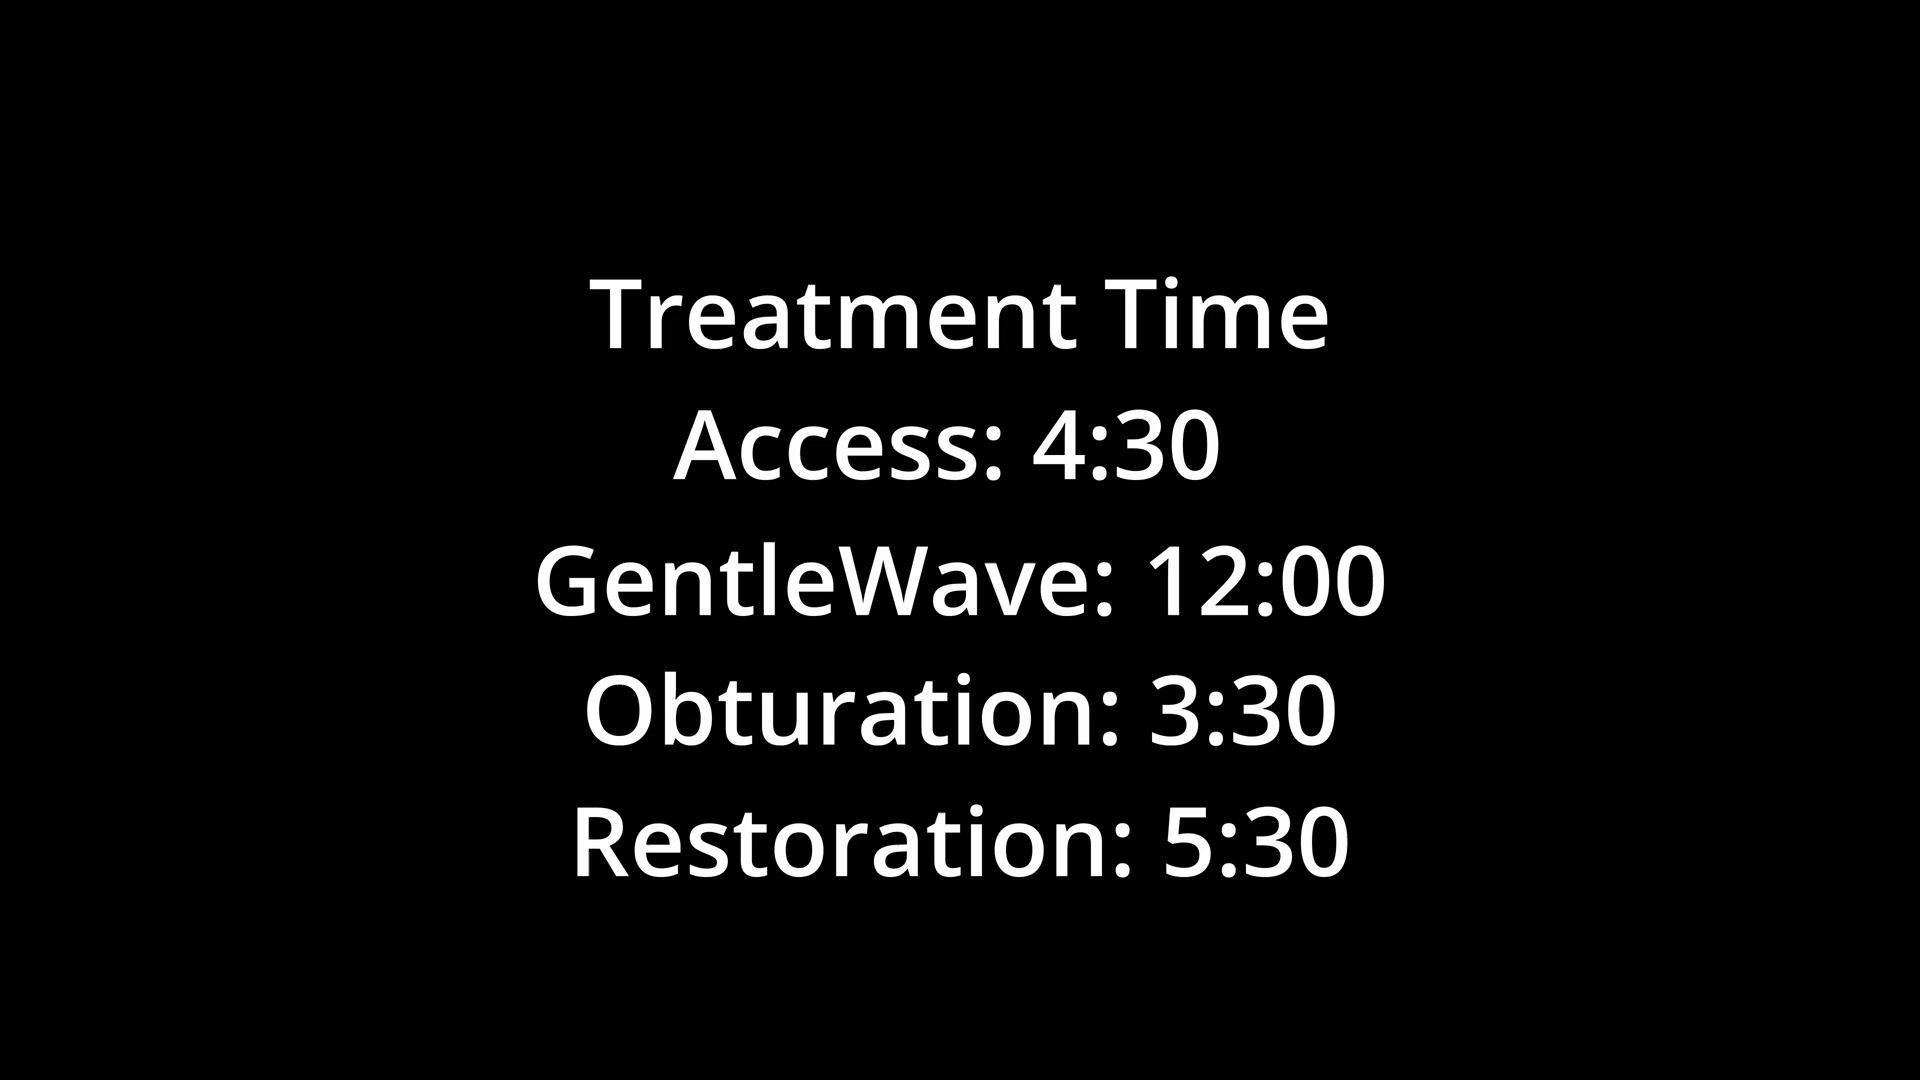 Treatment Time
Access: 4:30
GentleWave: 12:00
Obturation: 3:30
Restoration: 5:30